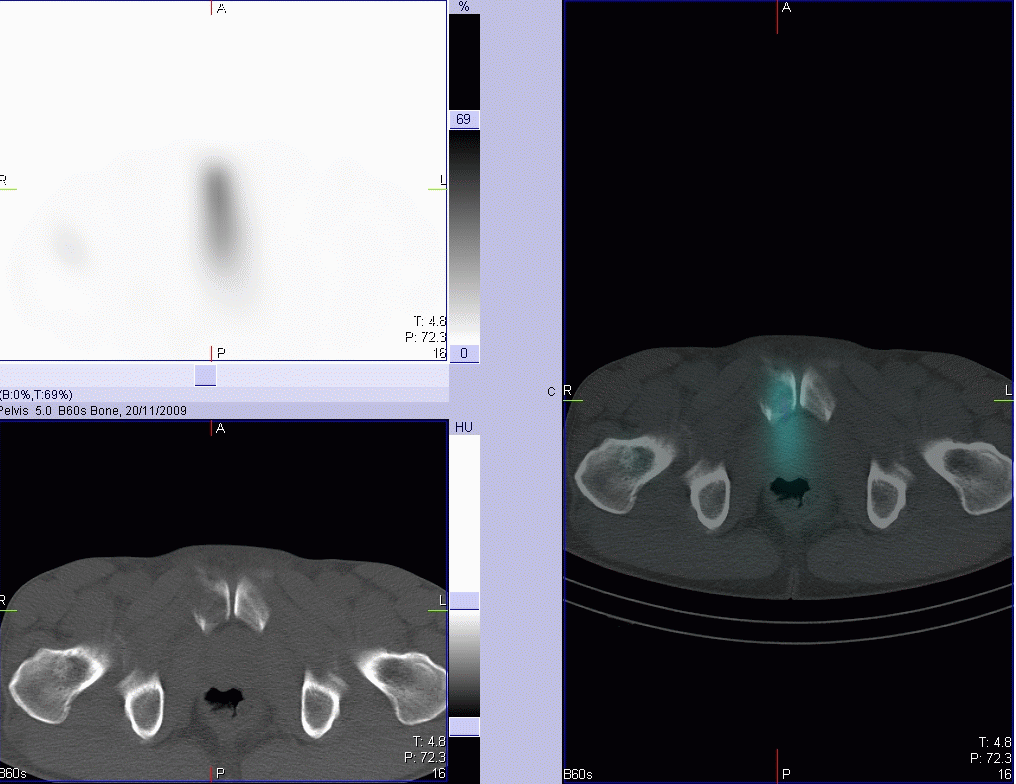 A
%
69
R
L
T: 4.8
P: 72.3
P
16
0
(B:0%,T:69%)
Pelvis 5.0 B60s Bone, 20/11/2009
A
HU
R
L
T: 4.8
P: 72.3
B60s
P
16
A
C
R
L
T: 4.8
P: 72.3
B60s
P
16